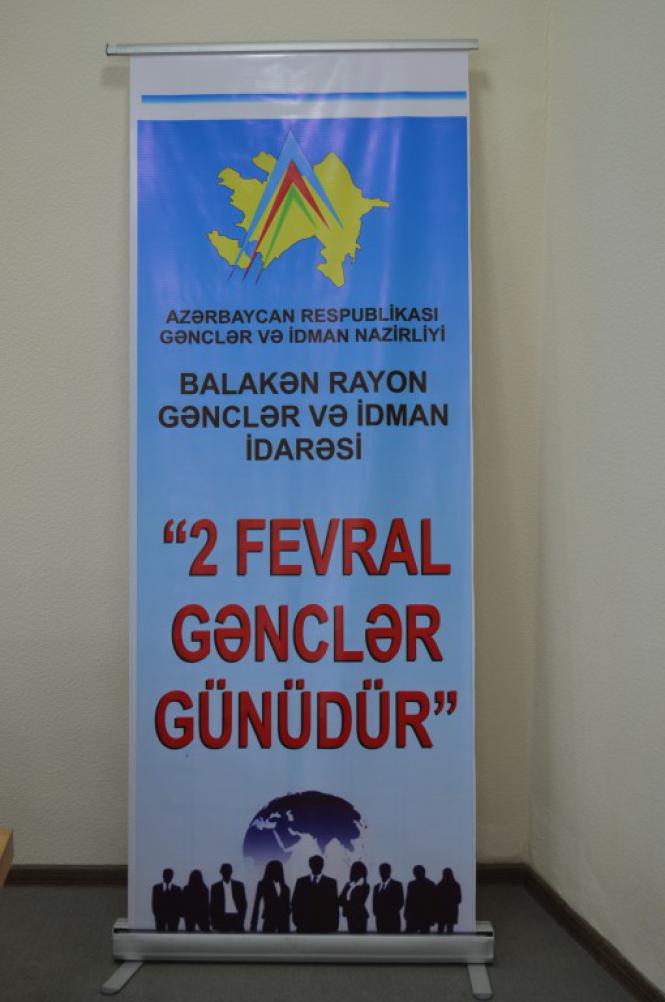 AZƏRBAYCAN RESPUBLİKASI
GƏNCLƏR VƏ İDMAN NAZİRLİYİ
BALAKƏN RAYON
GƏNCLƏR VƏ İDMAN
İDARƏSİ
“2 FEVRAL
GƏNCLƏR
GÜNÜDÜR”